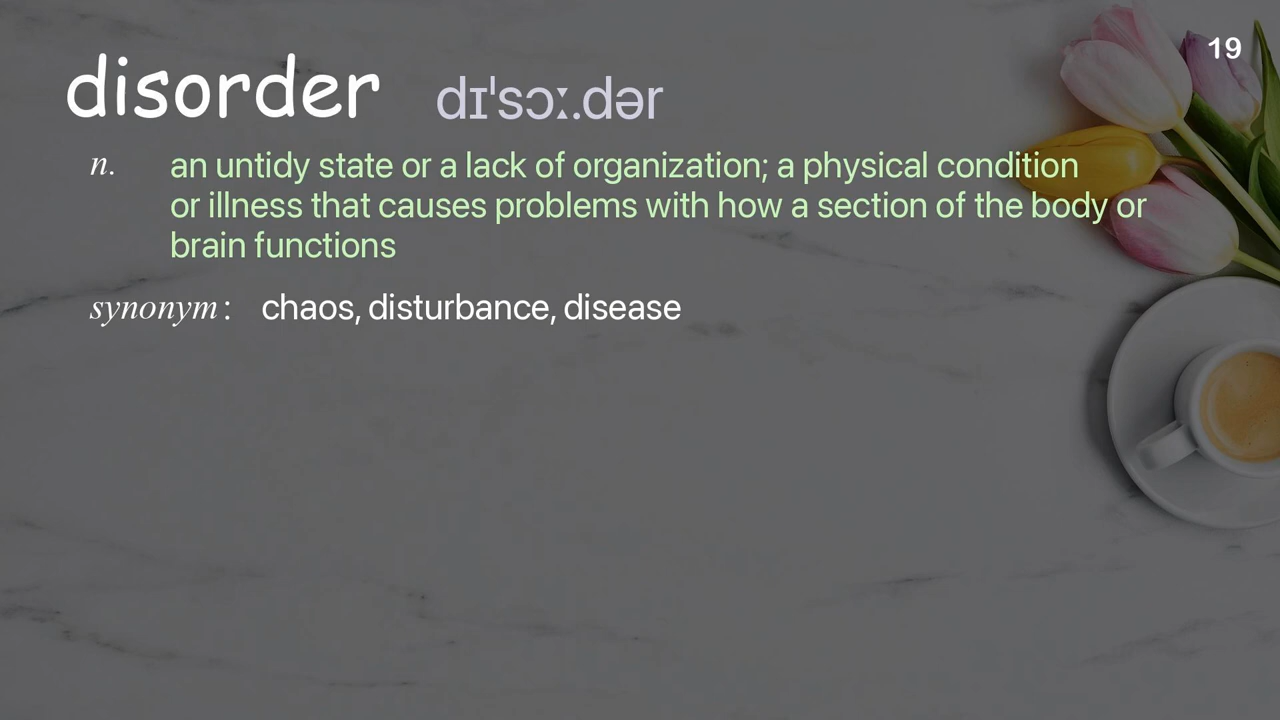 19
disorder dɪˈsɔː.dər
n. an untidy state or a lack of organization; a physical condition
or illness that causes problems with how a section of the body or
brain functions
synonym: chaos, disturbance, disease